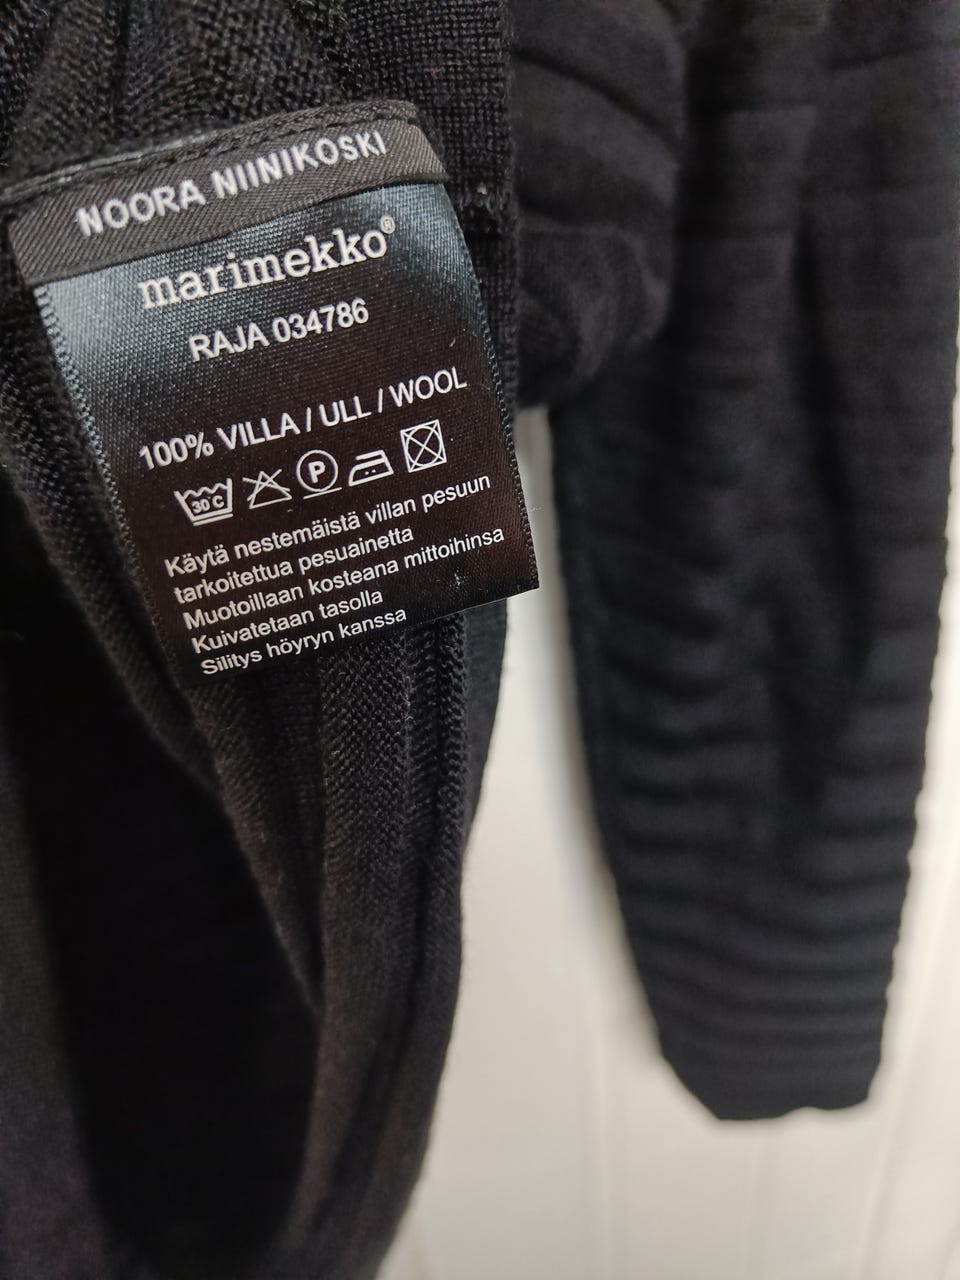 NOORA NIINIKOSKI
marimekko®
RAJA 034786
100% VILLA / ULL / WOOL
30°C P
Käytä nestemäistä villan pesuun
tarkoitettua pesuainetta
Muotoillaan kosteana mittoihinsa
Kuivatetaan tasolla
Silitys höyryn kanssa